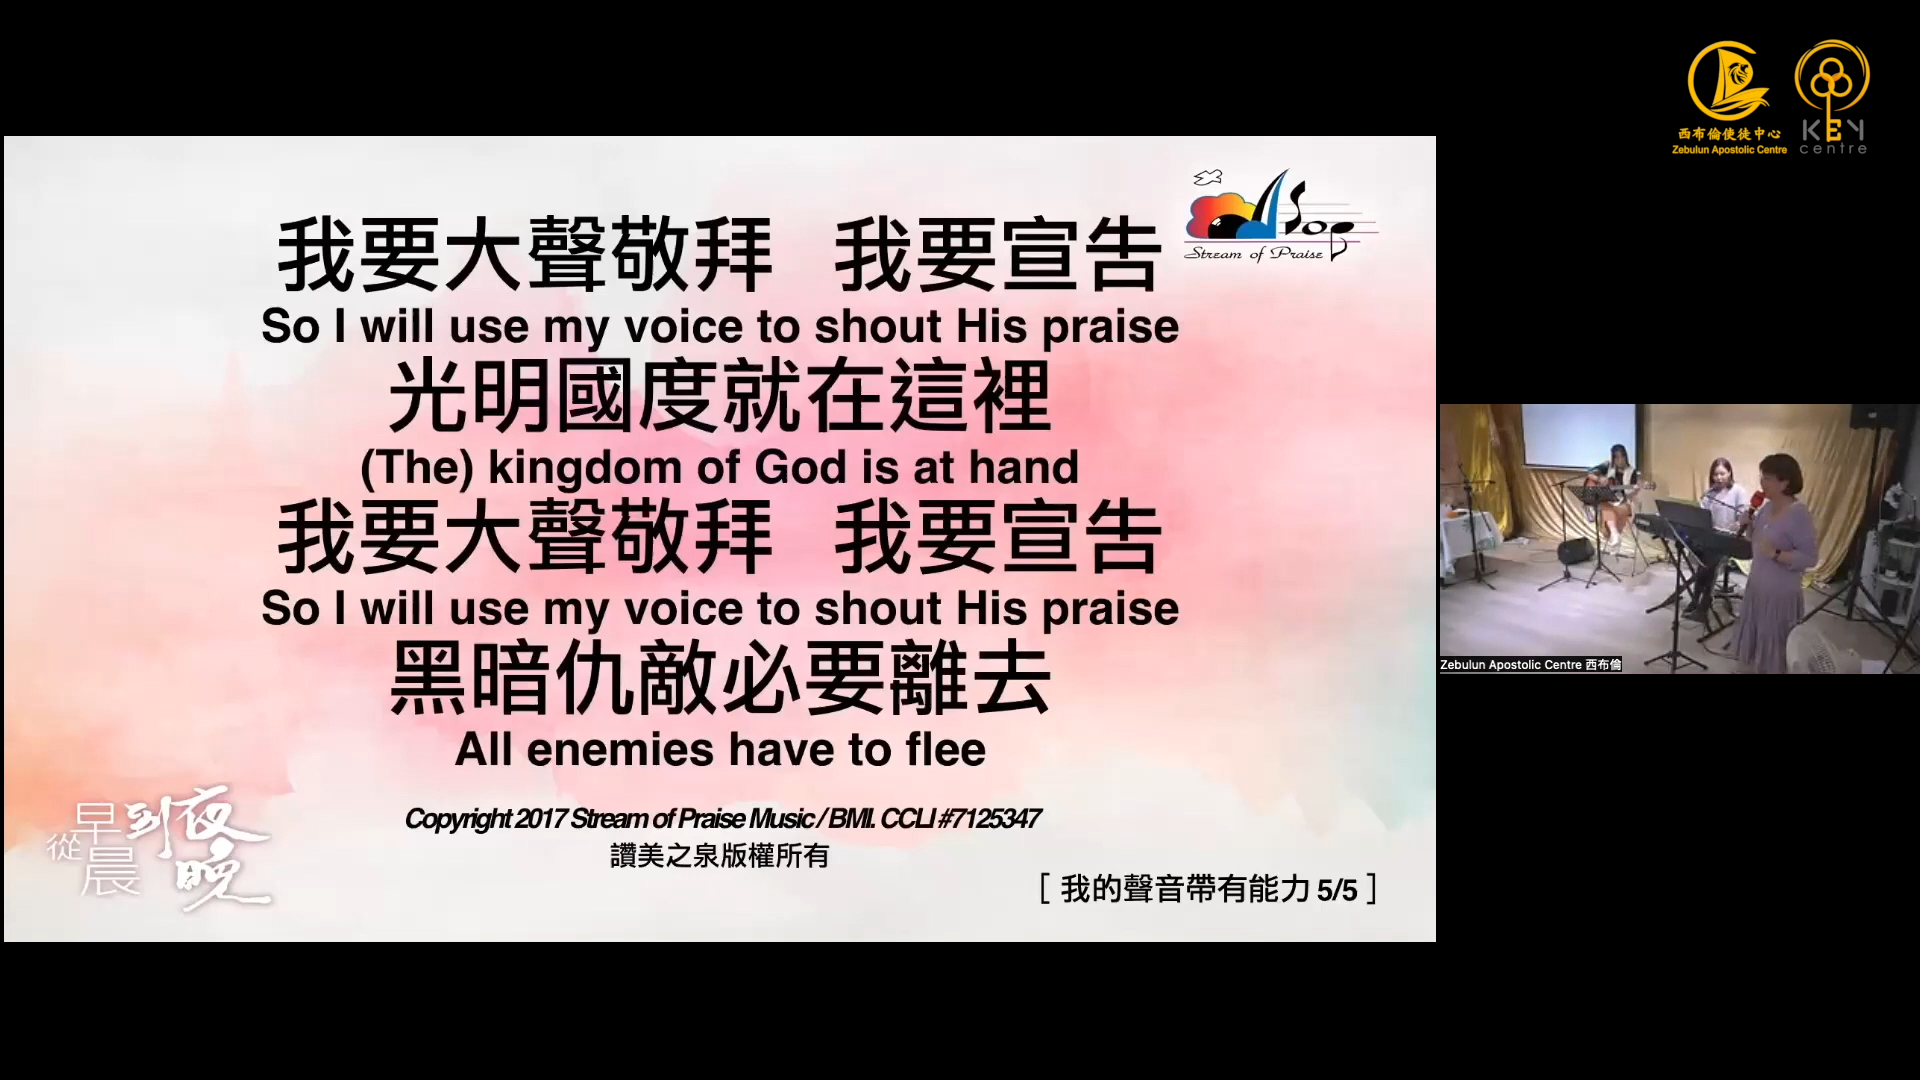 西布倫使徒中心
Zebulun Apostolic Centre
KEY
centre
Sop
Stream of Praise
我要大聲敬拜 我要宣告
So I will use my voice to shout His praise
光明國度就在這裡
(The) kingdom of God is at hand
我要大聲敬拜 我要宣告
So I will use my voice to shout His praise
黑暗仇敵必要離去
All enemies have to flee
Copyright 2017 Stream of Praise Music / BMI. CCLI #7125347
讚美之泉版權所有
[ 我的聲音帶有能力 5/5 ]
從早晨到夜晚
Zebulun Apostolic Centre 西布倫